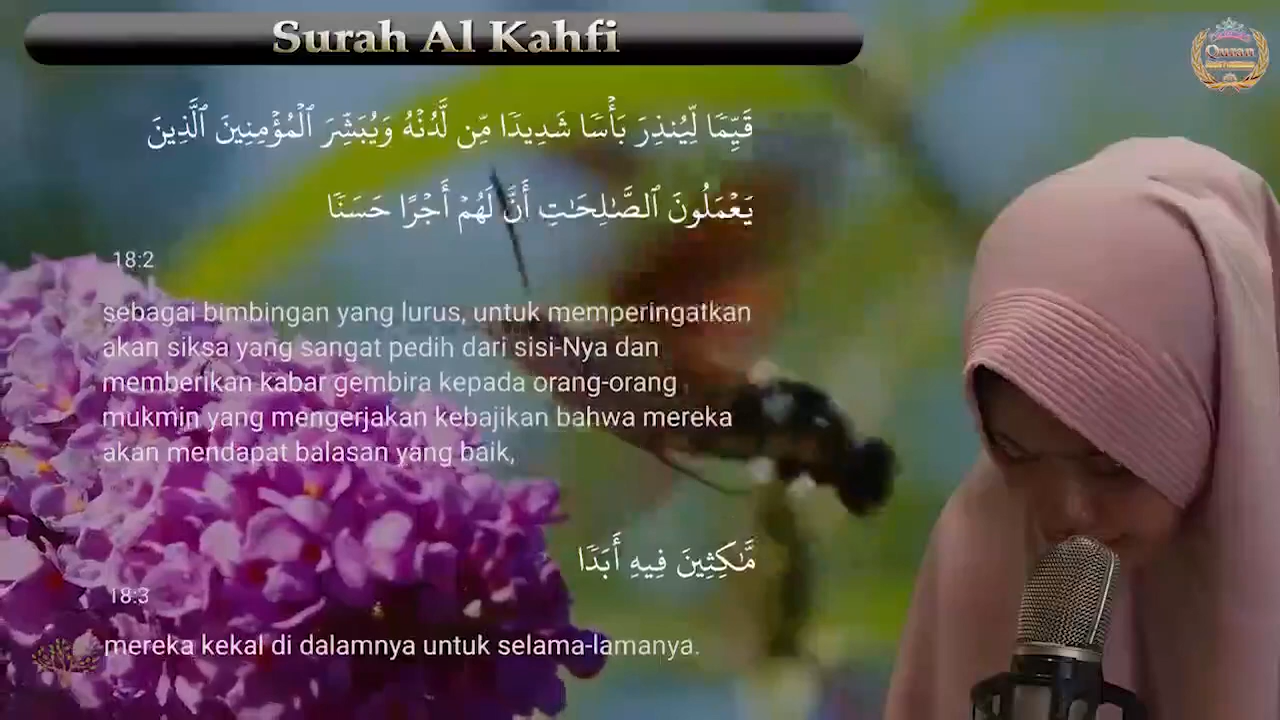 Surah Al Kahfi
Quran
قَيِّمًا لِّيُنذِرَ بَأْسًا شَدِيدًا مِّن لَّدُنْهُ وَيُبَشِّرَ ٱلْمُؤْمِنِينَ ٱلَّذِينَ
يَعْمَلُونَ ٱلصَّـٰلِحَـٰتِ أَنَّ لَهُمْ أَجْرًا حَسَنًا
18:2
sebagai bimbingan yang lurus, untuk memperingatkan
akan siksa yang sangat pedih dari sisi-Nya dan
memberikan kabar gembira kepada orang-orang
mukmin yang mengerjakan kebajikan bahwa mereka
akan mendapat balasan yang baik,
مَّـٰكِثِينَ فِيهِ أَبَدًا
18:3
mereka kekal di dalamnya untuk selama-lamanya.